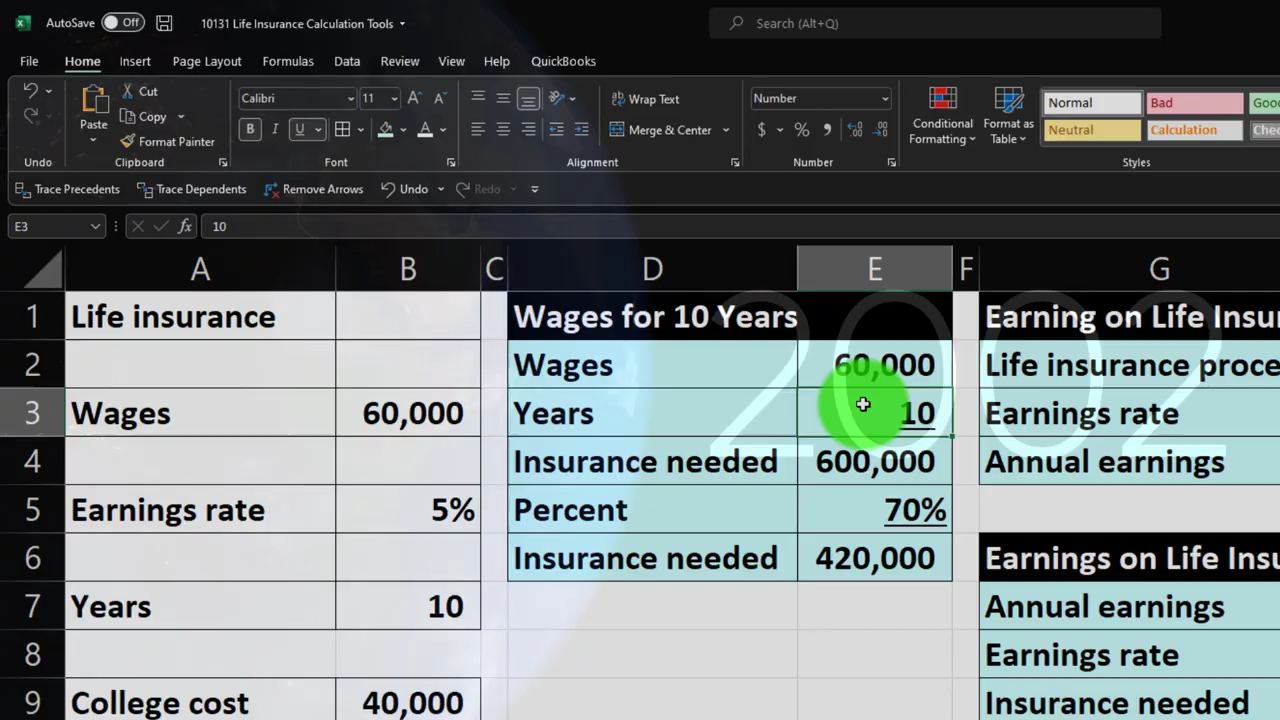 AutoSave Off 10131 Life Insurance Calculation Tools Search (Alt+Q)
File Home Insert Page Layout Formulas Data Review View Help QuickBooks
Paste Cut Copy Format Painter
Calibri 11 B I U A
Wrap Text Merge & Center
Number $ % ,
Conditional Formatting Format as Table
Normal Bad
Neutral Calculation
Undo Clipboard Font Alignment Number Styles
Trace Precedents Trace Dependents Remove Arrows Undo Redo
E3 fx 10
A B C D E F G
1 Life insurance Wages for 10 Years Earning on Life Insur
2 Wages 60,000 Life insurance proce
3 Wages 60,000 Years 10 Earnings rate
4 Insurance needed 600,000 Annual earnings
5 Earnings rate 5% Percent 70%
6 Insurance needed 420,000 Earnings on Life Insu
7 Years 10 Annual earnings
8 Earnings rate
9 College cost 40,000 Insurance needed
2002